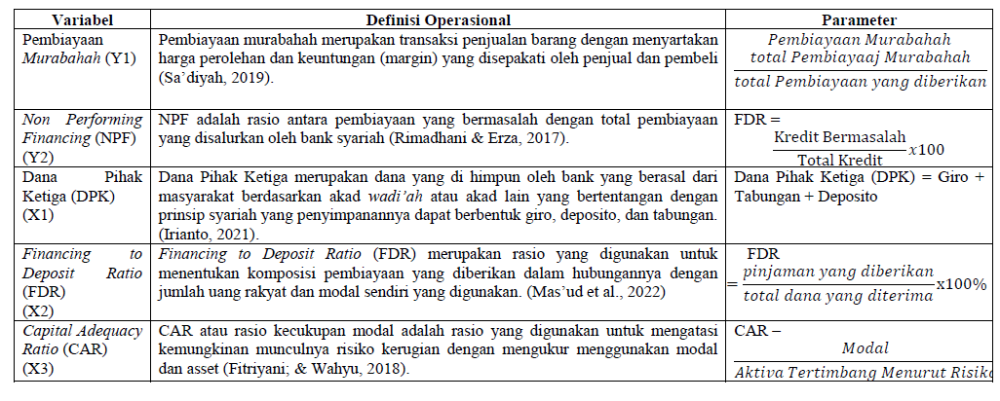 Variabel Definisi Operasional Parameter
Pembiayaan
Murabahah (Y1)
Pembiayaan murabahah merupakan transaksi penjualan barang dengan menyartakan
harga perolehan dan keuntungan (margin) yang disepakati oleh penjual dan pembeli
(Sa’diyah, 2019).
Pembiayaan Murabahah
total Pembiayaaj Murabahah
total Pembiayaan yang diberikan
Non Performing
Financing (NPF)
(Y2)
NPF adalah rasio antara pembiayaan yang bermasalah dengan total pembiayaan
yang disalurkan oleh bank syariah (Rimadhani & Erza, 2017).
FDR =
Kredit Bermasalah
Total Kredit x100
Dana Pihak
Ketiga (DPK)
(X1)
Dana Pihak Ketiga merupakan dana yang di himpun oleh bank yang berasal dari
masyarakat berdasarkan akad wadi’ah atau akad lain yang bertentangan dengan
prinsip syariah yang penyimpanannya dapat berbentuk giro, deposito, dan tabungan.
(Irianto, 2021).
Dana Pihak Ketiga (DPK) = Giro +
Tabungan + Deposito
Financing to
Deposit Ratio
(FDR)
(X2)
Financing to Deposit Ratio (FDR) merupakan rasio yang digunakan untuk
menentukan komposisi pembiayaan yang diberikan dalam hubungannya dengan
jumlah uang rakyat dan modal sendiri yang digunakan. (Mas’ud et al., 2022)
FDR
= pinjaman yang diberikan
total dana yang diterima x100%
Capital Adequacy
Ratio (CAR)
(X3)
CAR atau rasio kecukupan modal adalah rasio yang digunakan untuk mengatasi
kemungkinan munculnya risiko kerugian dengan mengukur menggunakan modal
dan asset (Fitriyani; & Wahyu, 2018).
CAR –
Modal
Aktiva Tertimbang Menurut Risiko